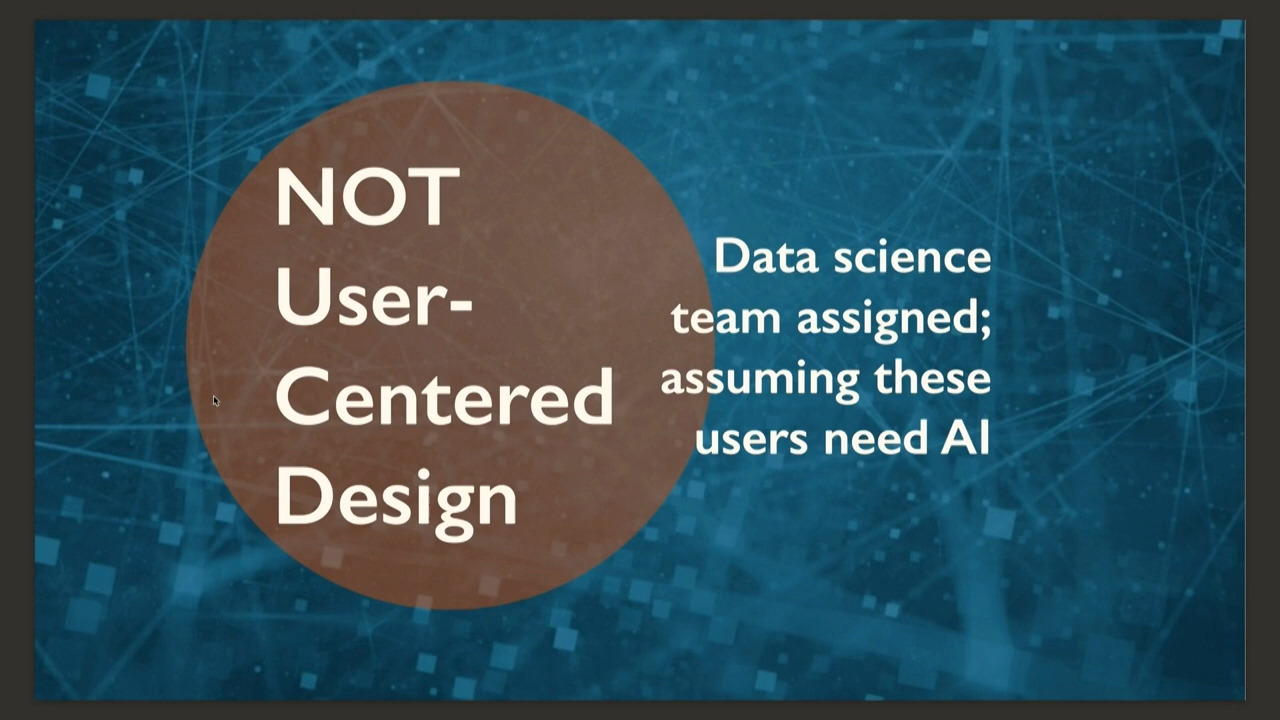 NOT
User-
Centered
Design
Data science
team assigned;
assuming these
users need AI